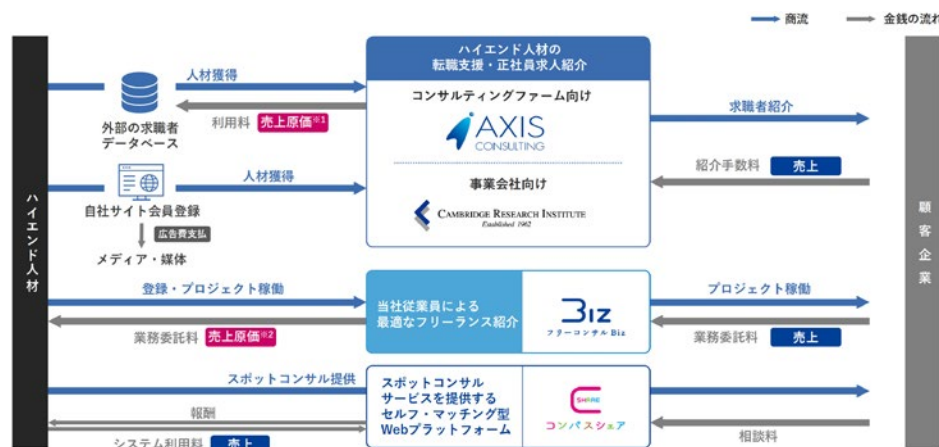 商流
金銭の流れ
ハイエンド人材
人材獲得
外部の求職者
データベース
利用料 売上原価※1
人材獲得
自社サイト会員登録
広告費支払
メディア・媒体
ハイエンド人材の
転職支援・正社員求人紹介
コンサルティングファーム向け
AXIS
CONSULTING
事業会社向け
CAMBRIDGE RESEARCH INSTITUTE
Established 1962
求職者紹介
紹介手数料 売上
顧客企業
登録・プロジェクト稼働
業務委託料 売上原価※2
当社従業員による
最適なフリーランス紹介
Biz
フリーコンサルBiz
プロジェクト稼働
業務委託料 売上
スポットコンサル提供
報酬
システム利用料 売上
スポットコンサル
サービスを提供する
セルフ・マッチング型
Webプラットフォーム
SHARE
コンパスシェア
相談料